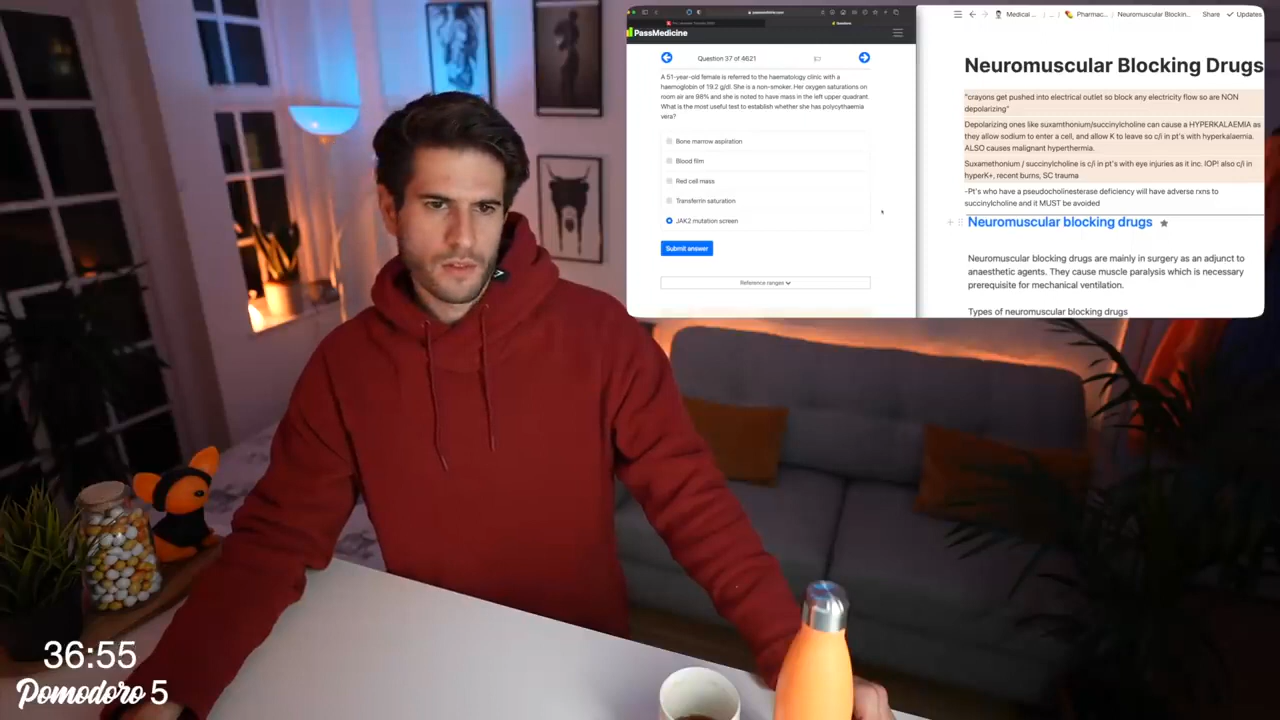 PassMedicine
Question 37 of 4621
A 51-year-old female is referred to the haematology clinic with a
haemoglobin of 19.2 g/dl. She is a non-smoker. Her oxygen saturations on
room air are 98% and she is noted to have mass in the left upper quadrant.
What is the most useful test to establish whether she has polycythaemia
vera?
Bone marrow aspiration
Blood film
Red cell mass
Transferrin saturation
JAK2 mutation screen
Submit answer
Reference ranges
Medical ... / ... / Pharmac... / Neuromuscular Blockin... Share Updates
Neuromuscular Blocking Drugs
"crayons get pushed into electrical outlet so block any electricity flow so are NON
depolarizing"
Depolarizing ones like suxamthonium/succinylcholine can cause a HYPERKALAEMIA as
they allow sodium to enter a cell, and allow K to leave so c/i in pt's with hyperkalaemia.
ALSO causes malignant hyperthermia.
Suxamethonium / succinylcholine is c/i in pt's with eye injuries as it inc. IOP! also c/i in
hyperK+, recent burns, SC trauma
-Pt's who have a pseudocholinesterase deficiency will have adverse rxns to
succinylcholine and it MUST be avoided
Neuromuscular blocking drugs
Neuromuscular blocking drugs are mainly in surgery as an adjunct to
anaesthetic agents. They cause muscle paralysis which is necessary
prerequisite for mechanical ventilation.
Types of neuromuscular blocking drugs
36:55
Pomodoro 5